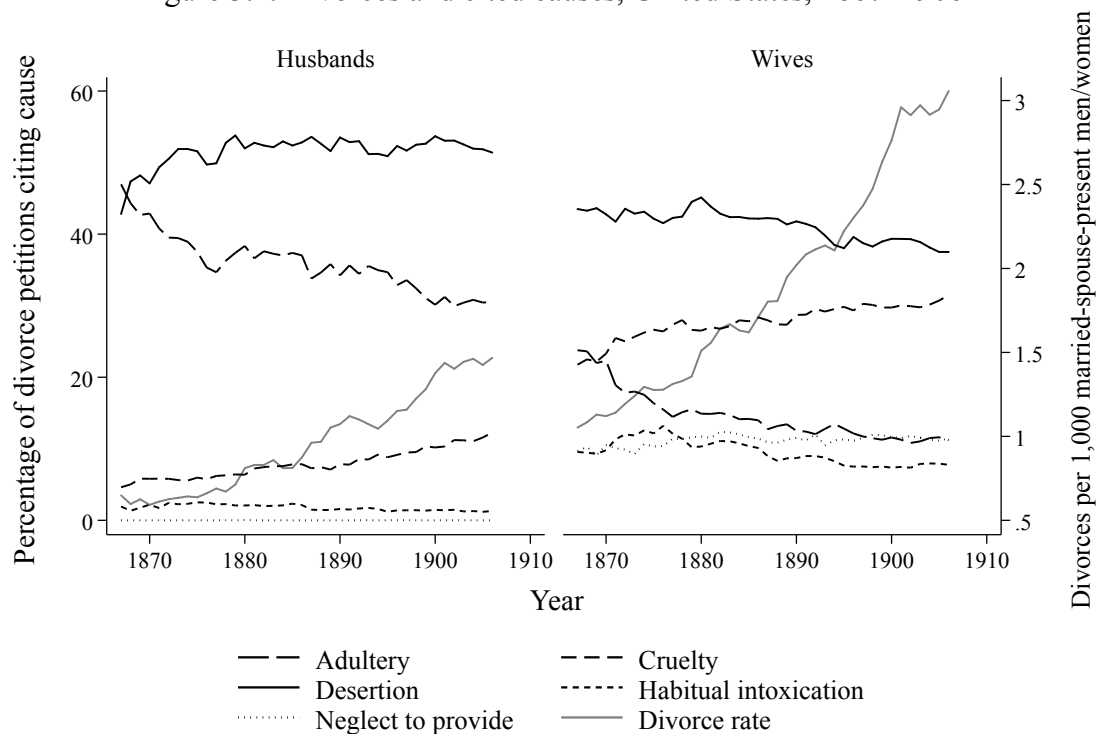 Husbands
Wives
Percentage of divorce petitions citing cause
60
40
20
0
3
2.5
2
1.5
1
.5
Divorces per 1,000 married-spouse-present men/women
1870 1880 1890 1900 1910
1870 1880 1890 1900 1910
Year
Adultery
Cruelty
Desertion
Habitual intoxication
Neglect to provide
Divorce rate